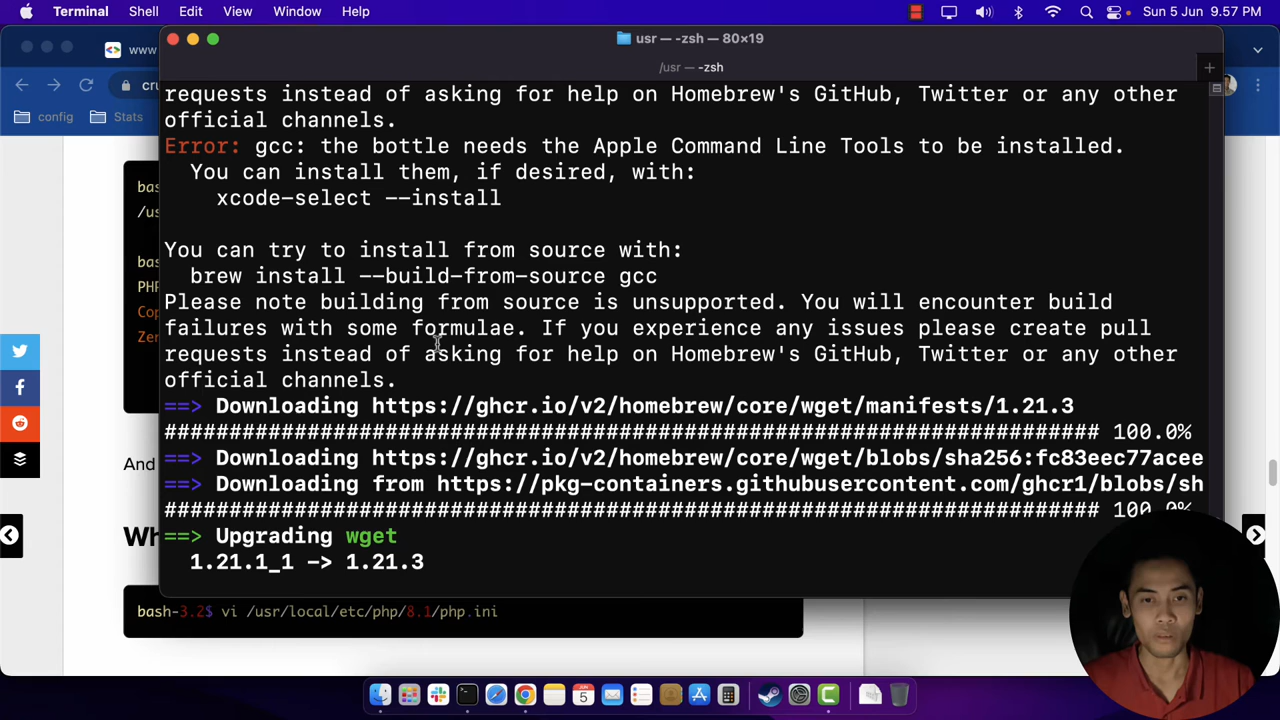 Terminal Shell Edit View Window Help Sun 5 Jun 9.57 PM
usr — -zsh — 80×19
www
/usr — -zsh
config Stats
requests instead of asking for help on Homebrew's GitHub, Twitter or any other
official channels.
Error: gcc: the bottle needs the Apple Command Line Tools to be installed.
You can install them, if desired, with:
xcode-select --install
You can try to install from source with:
brew install --build-from-source gcc
Please note building from source is unsupported. You will encounter build
failures with some formulae. If you experience any issues please create pull
requests instead of asking for help on Homebrew's GitHub, Twitter or any other
official channels.
==> Downloading https://ghcr.io/v2/homebrew/core/wget/manifests/1.21.3
######################################################################## 100.0%
==> Downloading https://ghcr.io/v2/homebrew/core/wget/blobs/sha256:fc83eec77acee
==> Downloading from https://pkg-containers.githubusercontent.com/ghcr1/blobs/sh
######################################################################## 100.0%
==> Upgrading wget
1.21.1_1 -> 1.21.3
And
bash-3.2$ vi /usr/local/etc/php/8.1/php.ini